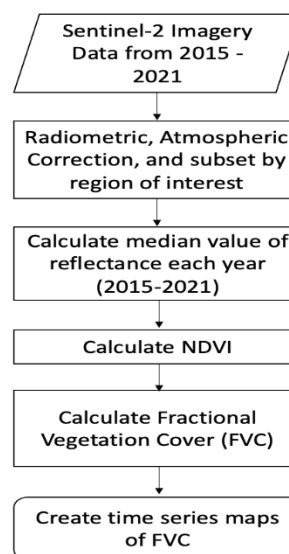 Sentinel-2 Imagery
Data from 2015 -
2021
Radiometric, Atmospheric
Correction, and subset by
region of interest
Calculate median value of
reflectance each year
(2015-2021)
Calculate NDVI
Calculate Fractional
Vegetation Cover (FVC)
Create time series maps
of FVC